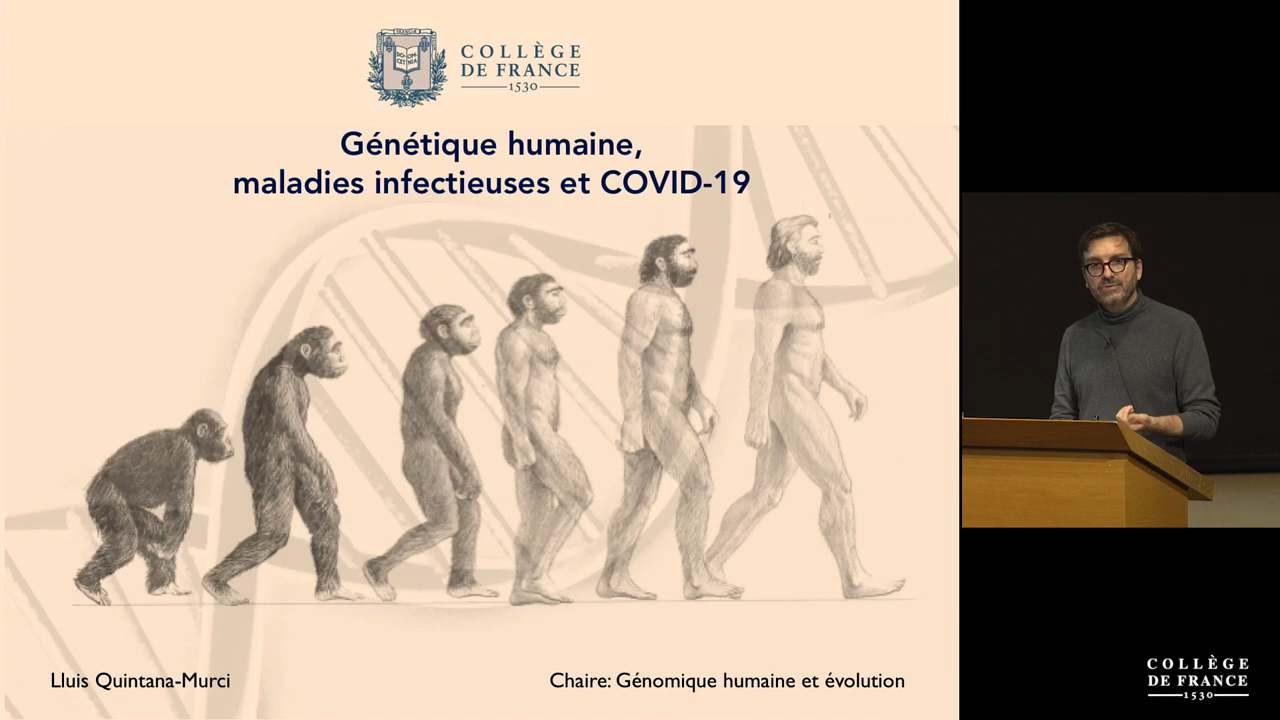 COLLÈGE
DE FRANCE
1530
Génétique humaine,
maladies infectieuses et COVID-19
Lluis Quintana-Murci
Chaire: Génomique humaine et évolution
COLLÈGE
DE FRANCE
1530